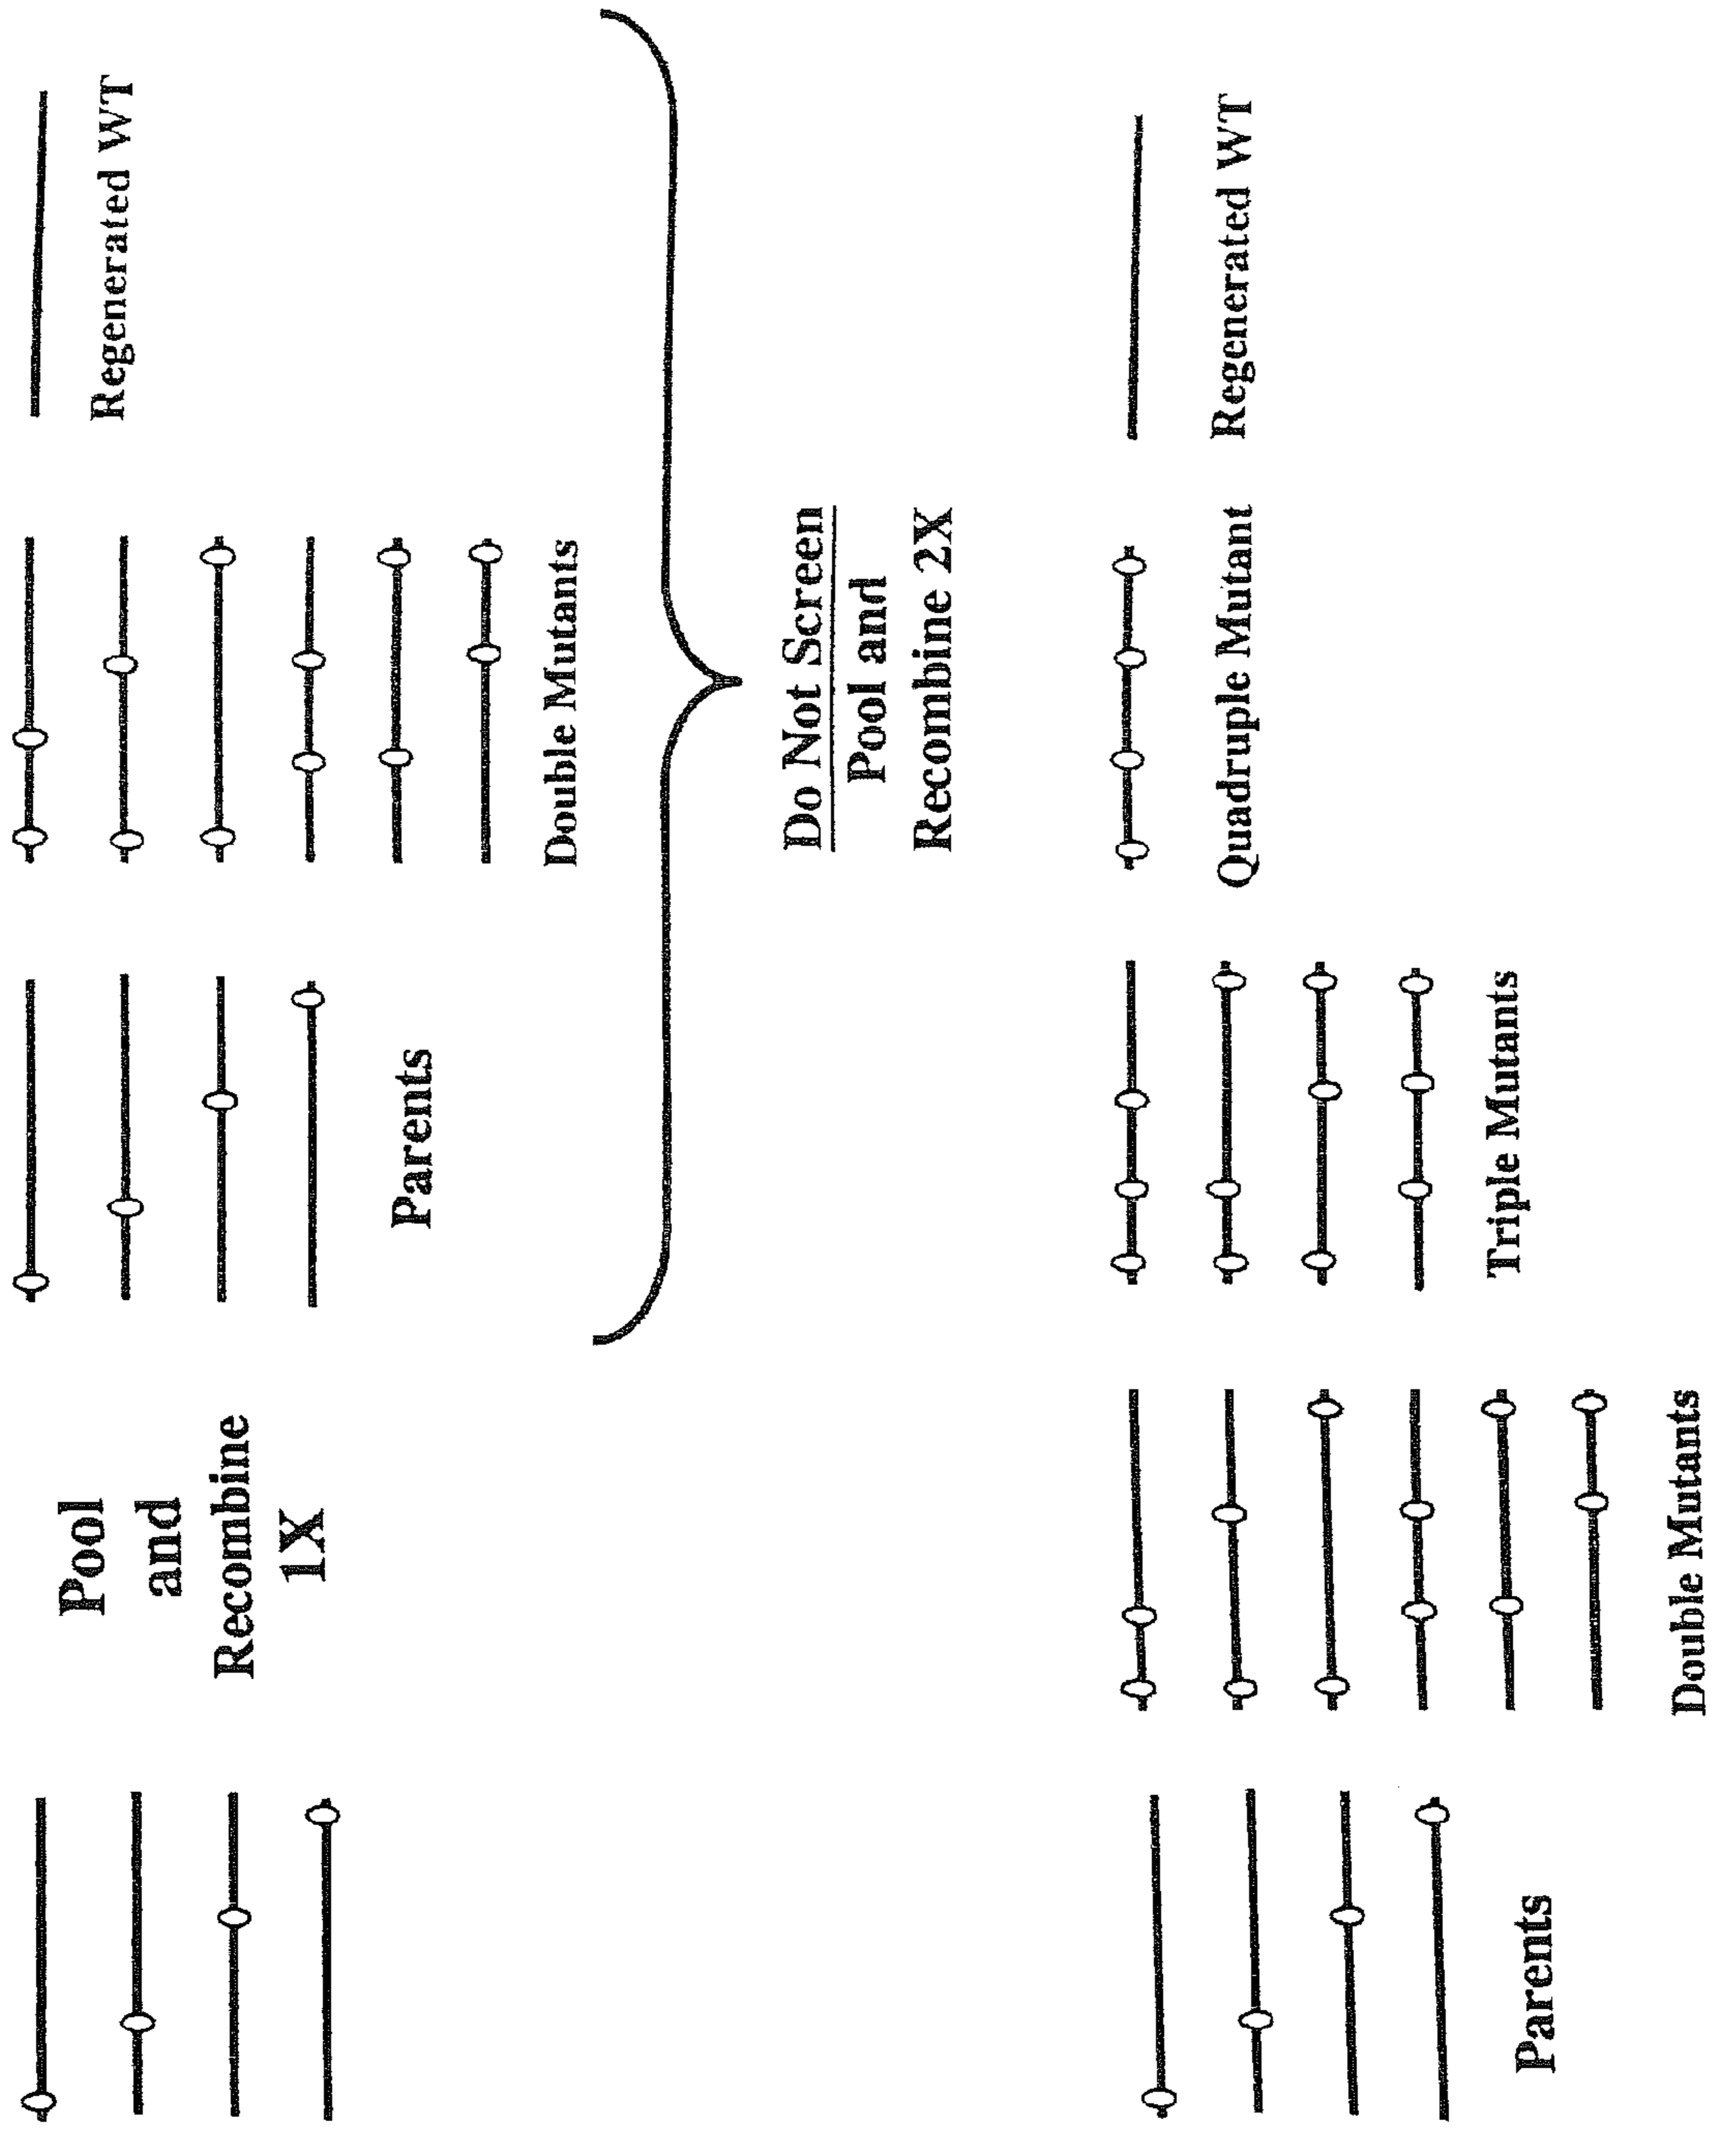 Pool
and
Recombine
1X
Parents
Double Mutants
Regenerated WT
Do Not Screen
Pool and
Recombine 2X
Parents
Double Mutants
Triple Mutants
Quadruple Mutant
Regenerated WT